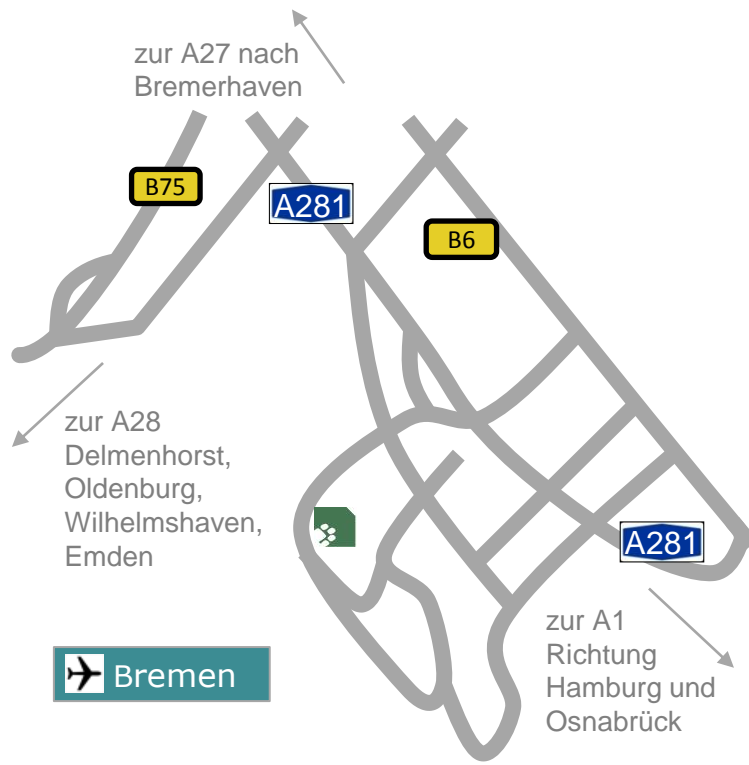 zur A27 nach
Bremerhaven
B75
A281
B6
zur A28
Delmenhorst,
Oldenburg,
Wilhelmshaven,
Emden
A281
zur A1
Richtung
Hamburg und
Osnabrück
Bremen